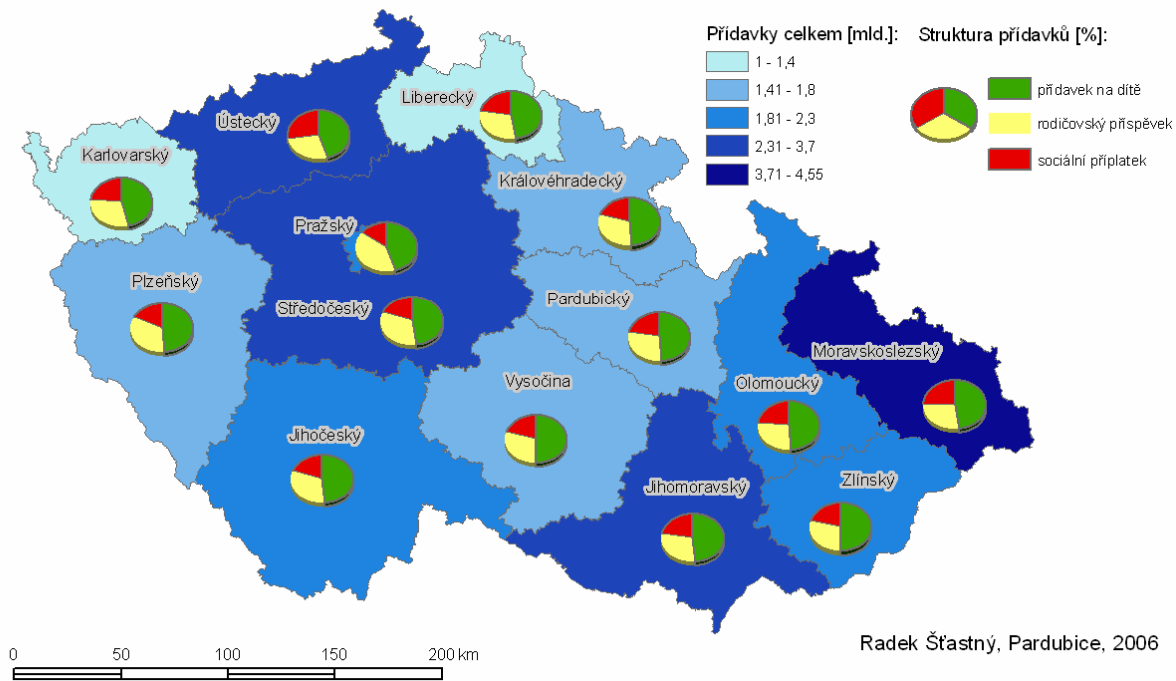 Přídavky celkem [mld.]:
1 - 1,4
1,41 - 1,8
1,81 - 2,3
2,31 - 3,7
3,71 - 4,55
Struktura přídavků [%]:
přídavek na dítě
rodičovský příspěvek
sociální příplatek
Liberecký
Ústecký
Karlovarský
Královéhradecký
Pražský
Plzeňský
Středočeský
Pardubický
Moravskoslezský
Vysočina
Olomoucký
Jihočeský
Jihomoravský
Zlínský
Radek Šťastný, Pardubice, 2006
0 50 100 150 200 km